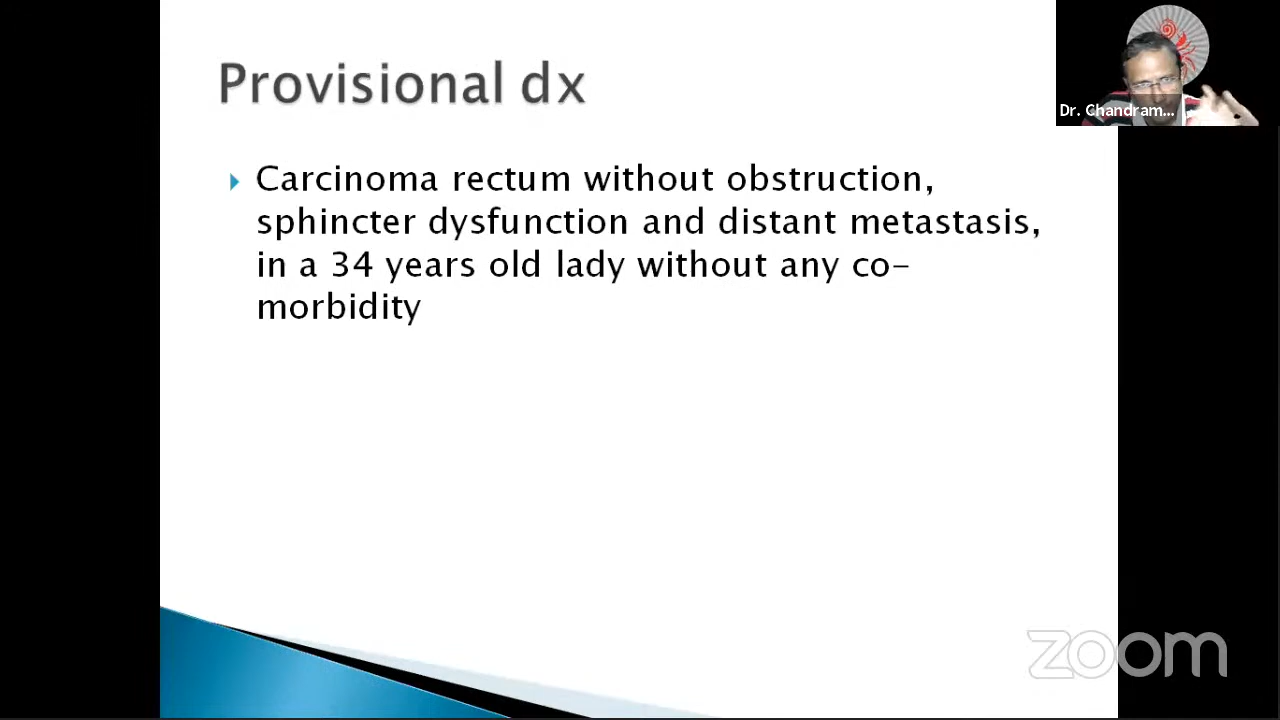 Provisional dx
Dr. Chandram...
Carcinoma rectum without obstruction,
sphincter dysfunction and distant metastasis,
in a 34 years old lady without any co-
morbidity
zoom